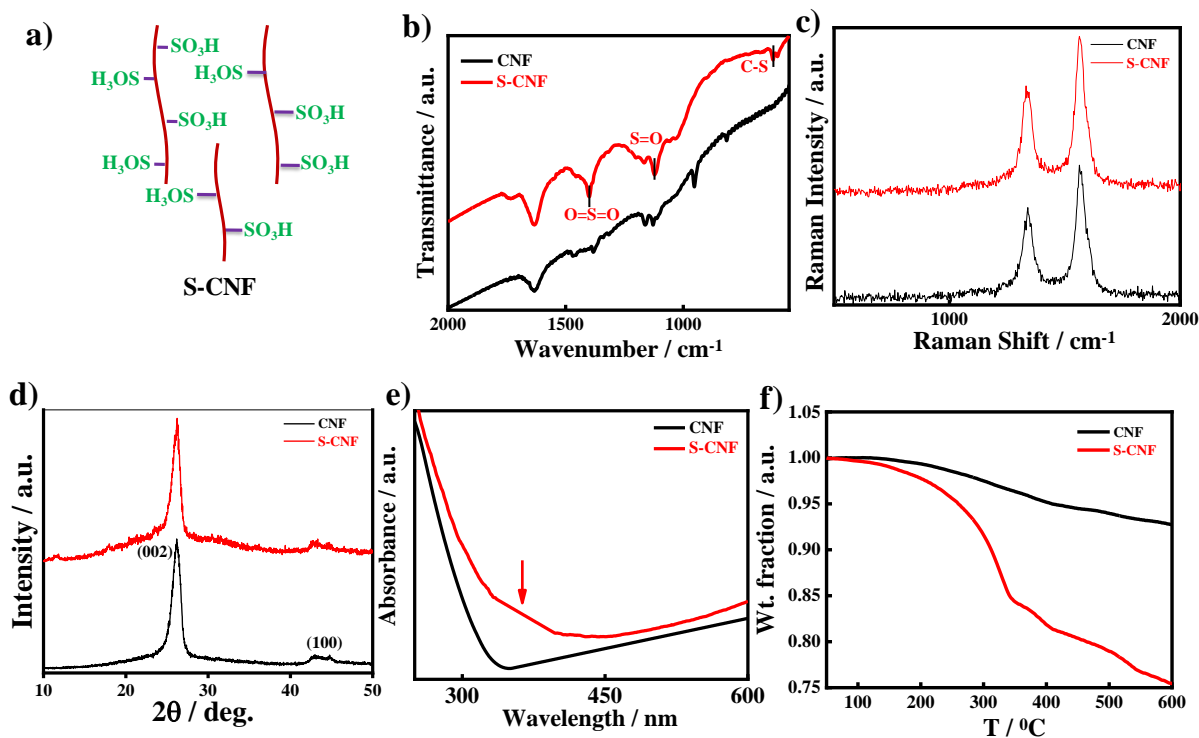 a)
SO3H
H3OS
SO3H
H3OS
H3OS
SO3H
SO3H
H3OS
SO3H
S-CNF
b)
CNF
S-CNF
C-S
S=O
O=S=O
Transmittance / a.u.
2000
1500
1000
Wavenumber / cm-1
c)
CNF
S-CNF
Raman Intensity / a.u.
1000
2000
Raman Shift / cm-1
d)
CNF
S-CNF
(002)
(100)
Intensity / a.u.
10
20
30
40
50
2θ / deg.
e)
CNF
S-CNF
Absorbance / a.u.
300
450
600
Wavelength / nm
f)
CNF
S-CNF
Wt. fraction / a.u.
1.05
1.00
0.95
0.90
0.85
0.80
0.75
100
200
300
400
500
600
T / 0C